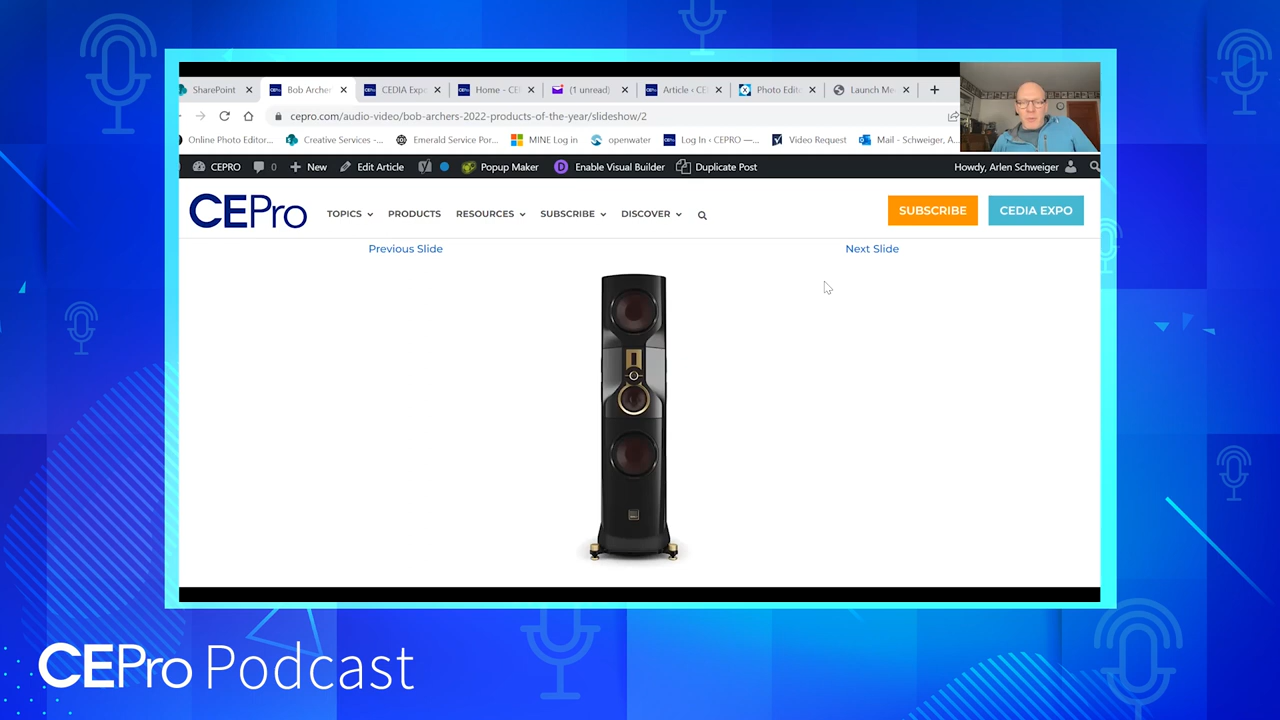 SharePoint Bob Archer CEDIA Exp Home - CE (1 unread) Article ‹ CE Photo Edit Launch Me
cepro.com/audio-video/bob-archers-2022-products-of-the-year/slideshow/2
Online Photo Editor... Creative Services -... Emerald Service Por... MINE Log in openwater Log In ‹ CEPRO —... Video Request Mail - Schweiger, A...
CEPRO 0 New Edit Article Popup Maker Enable Visual Builder Duplicate Post Howdy, Arlen Schweiger
CEPro TOPICS PRODUCTS RESOURCES SUBSCRIBE DISCOVER SUBSCRIBE CEDIA EXPO
Previous Slide Next Slide
CEPro Podcast